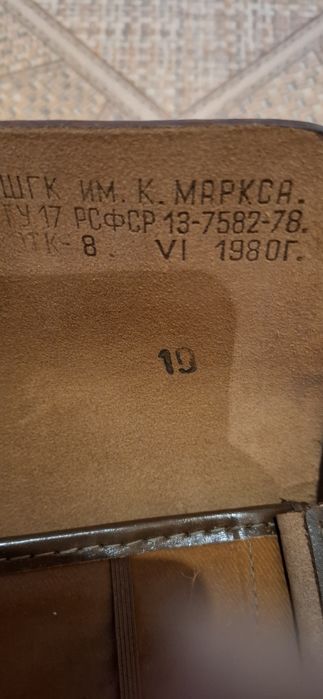 ШГК ИМ. К. МАРКСА.
ТУ 17 РСФСР 13-7582-78.
ОТК-8. VI 1980Г.
19